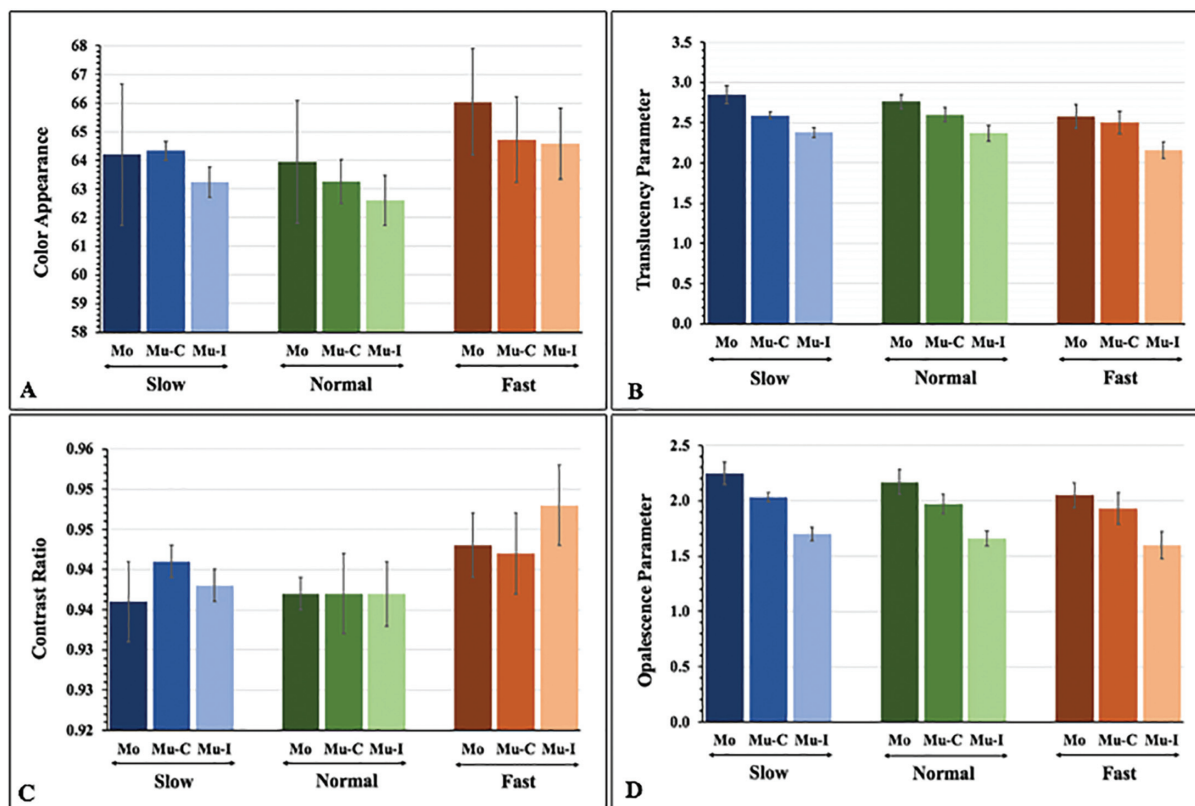 68
67
66
65
64
63
62
61
60
59
58
Color Appearance
Mo Mu-C Mu-I
Mo Mu-C Mu-I
Mo Mu-C Mu-I
Slow
Normal
Fast
A
3.5
3.0
2.5
2.0
1.5
1.0
0.5
0.0
Translucency Parameter
Mo Mu-C Mu-I
Mo Mu-C Mu-I
Mo Mu-C Mu-I
Slow
Normal
Fast
B
0.96
0.95
0.95
0.94
0.94
0.93
0.93
0.92
Contrast Ratio
Mo Mu-C Mu-I
Mo Mu-C Mu-I
Mo Mu-C Mu-I
Slow
Normal
Fast
C
2.5
2.0
1.5
1.0
0.5
0.0
Opalescence Parameter
Mo Mu-C Mu-I
Mo Mu-C Mu-I
Mo Mu-C Mu-I
Slow
Normal
Fast
D